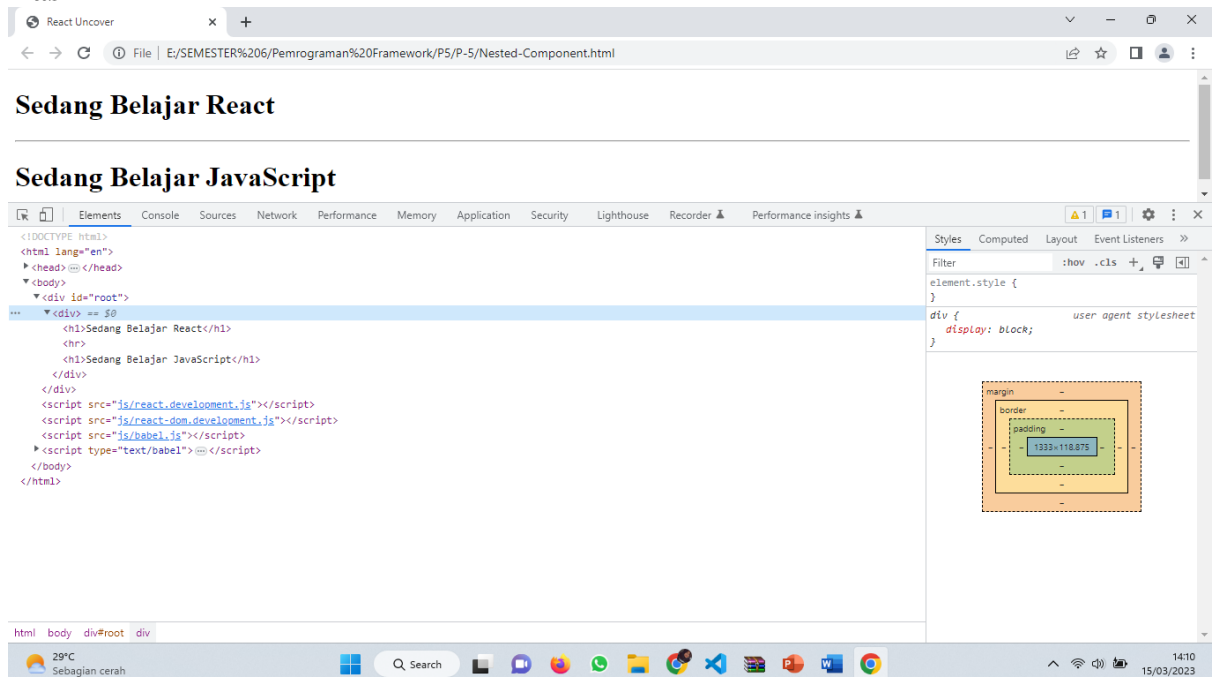 React Uncover
File E:/SEMESTER%206/Pemrograman%20Framework/P5/P-5/Nested-Component.html
Sedang Belajar React
Sedang Belajar JavaScript
Elements Console Sources Network Performance Memory Application Security Lighthouse Recorder Performance insights 1 1
<!DOCTYPE html>
<html lang="en">
<head> </head>
<body>
<div id="root">
<div> == $0
<h1>Sedang Belajar React</h1>
<hr>
<h1>Sedang Belajar JavaScript</h1>
</div>
</div>
<script src="js/react.development.js"></script>
<script src="js/react-dom.development.js"></script>
<script src="js/babel.js"></script>
<script type="text/babel"> </script>
</body>
</html>
Styles Computed Layout Event Listeners »
Filter :hov .cls +
element.style {
}
div { user agent stylesheet
display: block;
}
margin –
border –
padding –
– – – 1333×118.875 – – –
–
–
–
html body div#root div
29°C
Sebagian cerah
Search
14:10
15/03/2023